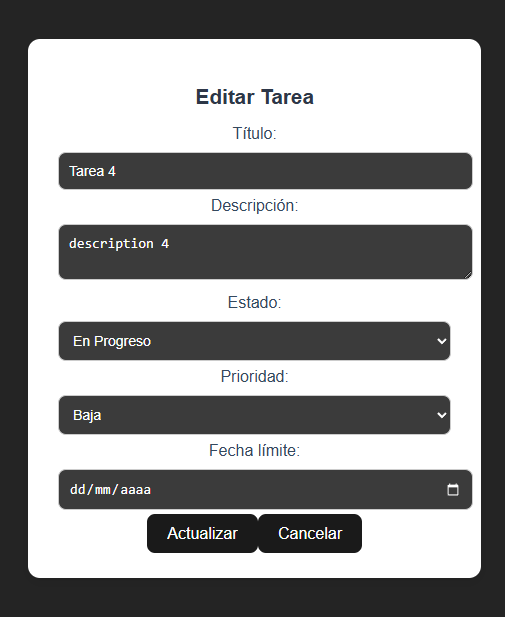 Editar Tarea
Título:
Tarea 4
Descripción:
description 4
Estado:
En Progreso
Prioridad:
Baja
Fecha límite:
dd/mm/aaaa
Actualizar Cancelar